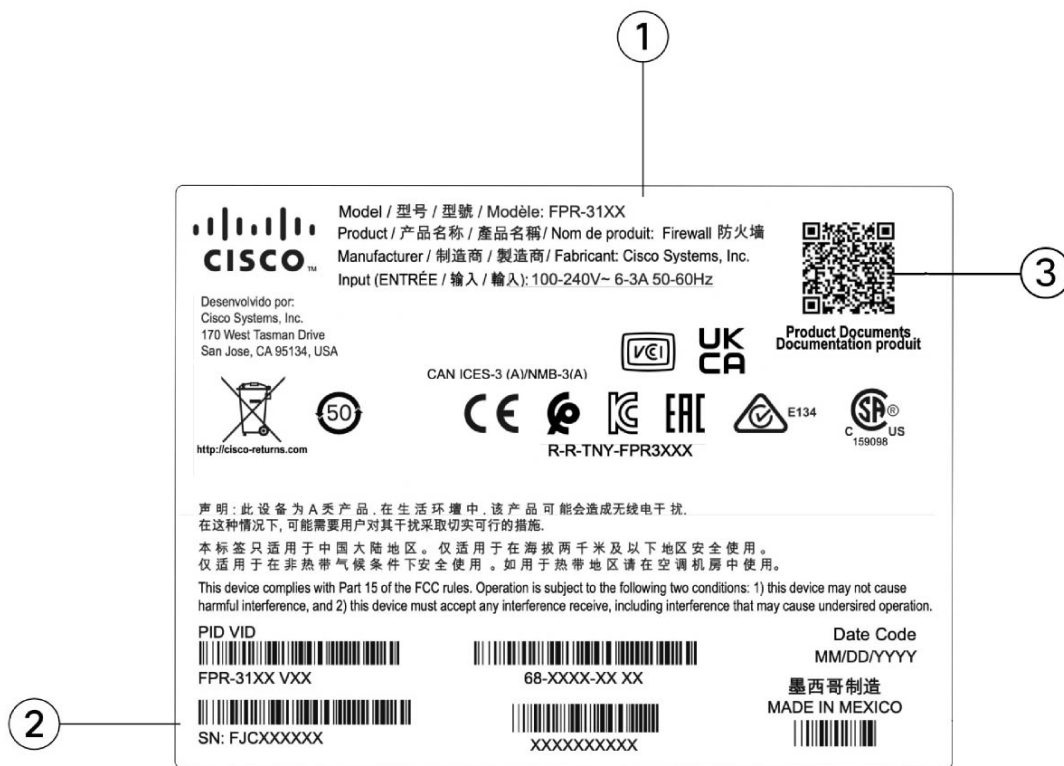 1
CISCO™
Model / 型号 / 型號 / Modèle: FPR-31XX
Product / 产品名称 / 產品名稱/ Nom de produit: Firewall 防火墙
Manufacturer / 制造商 / 製造商 / Fabricant: Cisco Systems, Inc.
Input (ENTRÉE / 输入 / 輸入): 100-240V~ 6-3A 50-60Hz
3
Desenvolvido por:
Cisco Systems, Inc.
170 West Tasman Drive
San Jose, CA 95134, USA
Product Documents
Documentation produit
VCI
UK
CA
CAN ICES-3 (A)/NMB-3(A)
50
CE
EAC
E134
SA ®
C US
159098
http://cisco-returns.com
R-R-TNY-FPR3XXX
声明:此设备为A类产品,在生活环境中,该产品可能会造成无线电干扰.
在这种情况下,可能需要用户对其干扰采取切实可行的措施.
本标签只适用于中国大陆地区。仅适用于在海拔两千米及以下地区安全使用。
仅适用于在非热带气候条件下安全使用。如用于热带地区请在空调机房中使用。
This device complies with Part 15 of the FCC rules. Operation is subject to the following two conditions: 1) this device may not cause
harmful interference, and 2) this device must accept any interference receive, including interference that may cause undersired operation.
PID VID
FPR-31XX VXX
68-XXXX-XX XX
Date Code
MM/DD/YYYY
墨西哥制造
MADE IN MEXICO
2
SN: FJCXXXXXX
XXXXXXXXXX